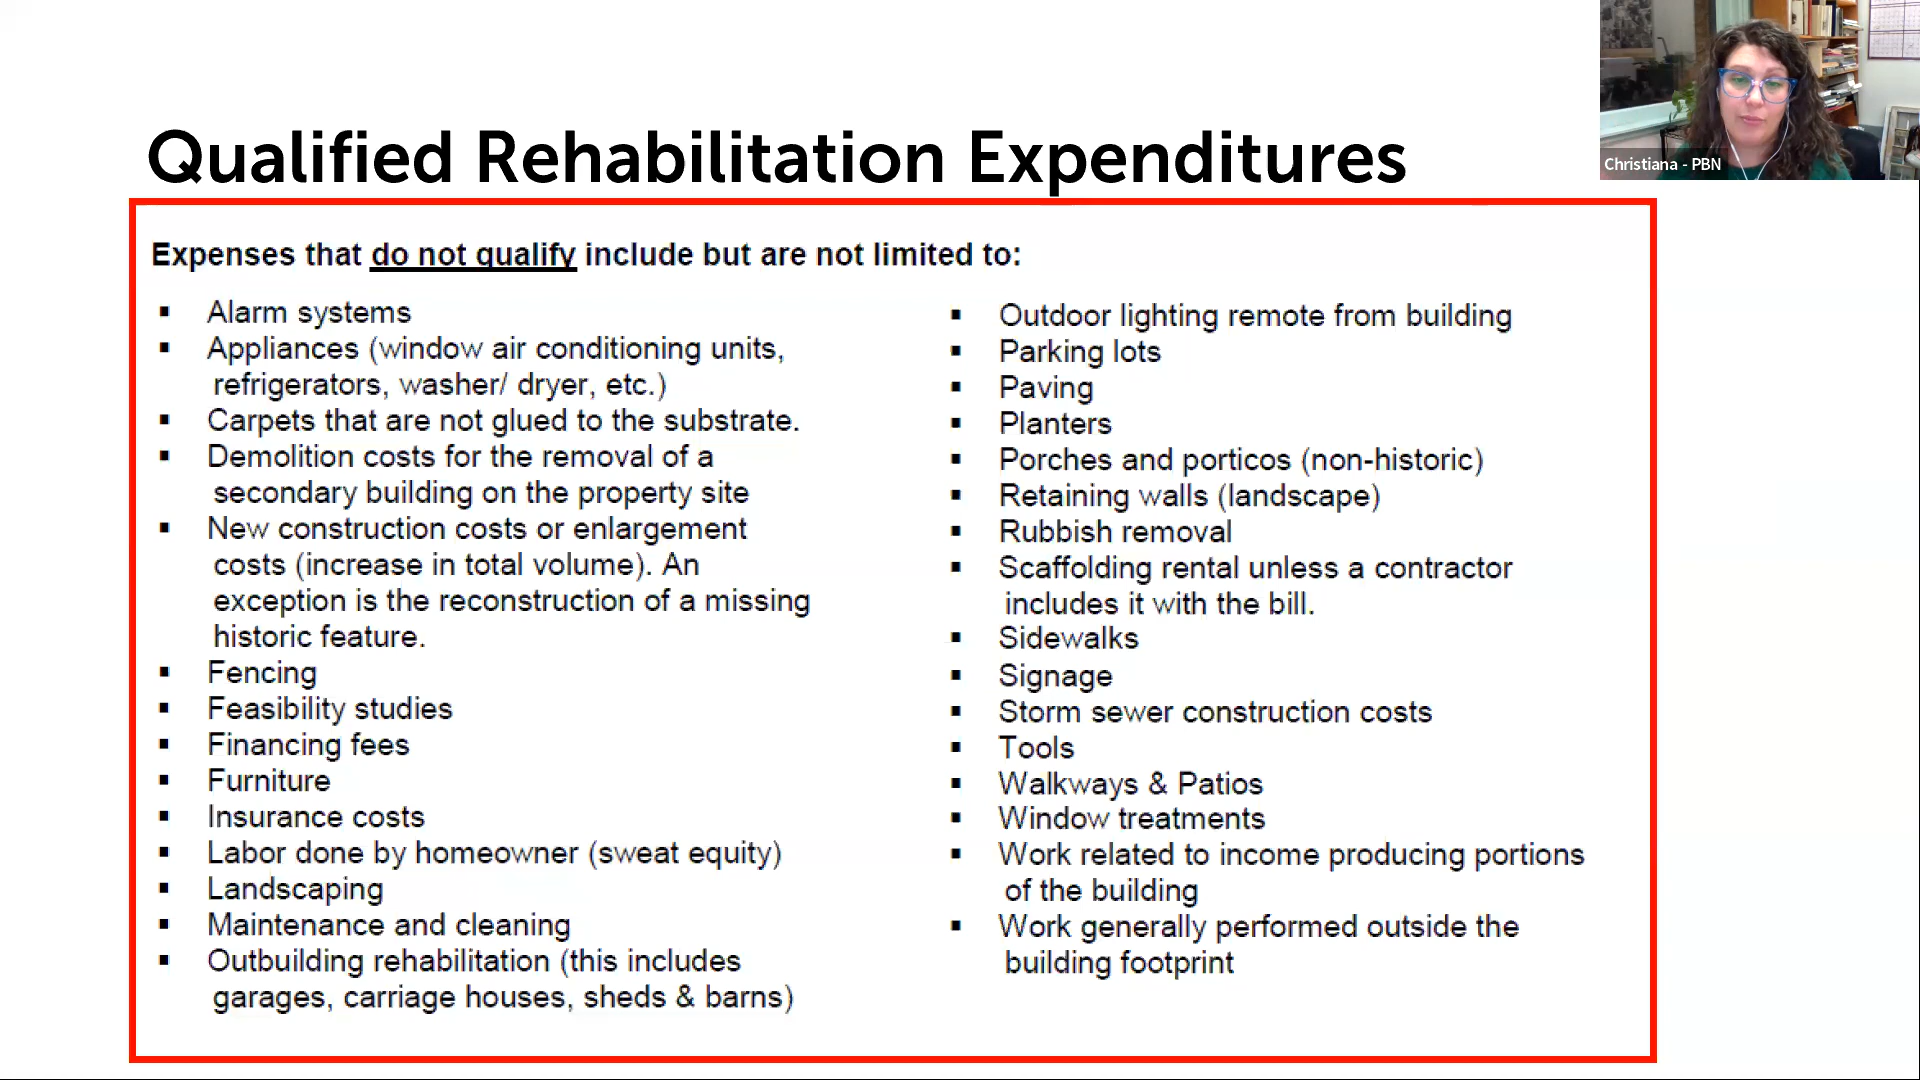 Qualified Rehabilitation Expenditures
Christiana - PBN
Expenses that do not qualify include but are not limited to:
▪ Alarm systems
▪ Appliances (window air conditioning units,
refrigerators, washer/ dryer, etc.)
▪ Carpets that are not glued to the substrate.
▪ Demolition costs for the removal of a
secondary building on the property site
▪ New construction costs or enlargement
costs (increase in total volume). An
exception is the reconstruction of a missing
historic feature.
▪ Fencing
▪ Feasibility studies
▪ Financing fees
▪ Furniture
▪ Insurance costs
▪ Labor done by homeowner (sweat equity)
▪ Landscaping
▪ Maintenance and cleaning
▪ Outbuilding rehabilitation (this includes
garages, carriage houses, sheds & barns)
▪ Outdoor lighting remote from building
▪ Parking lots
▪ Paving
▪ Planters
▪ Porches and porticos (non-historic)
▪ Retaining walls (landscape)
▪ Rubbish removal
▪ Scaffolding rental unless a contractor
includes it with the bill.
▪ Sidewalks
▪ Signage
▪ Storm sewer construction costs
▪ Tools
▪ Walkways & Patios
▪ Window treatments
▪ Work related to income producing portions
of the building
▪ Work generally performed outside the
building footprint